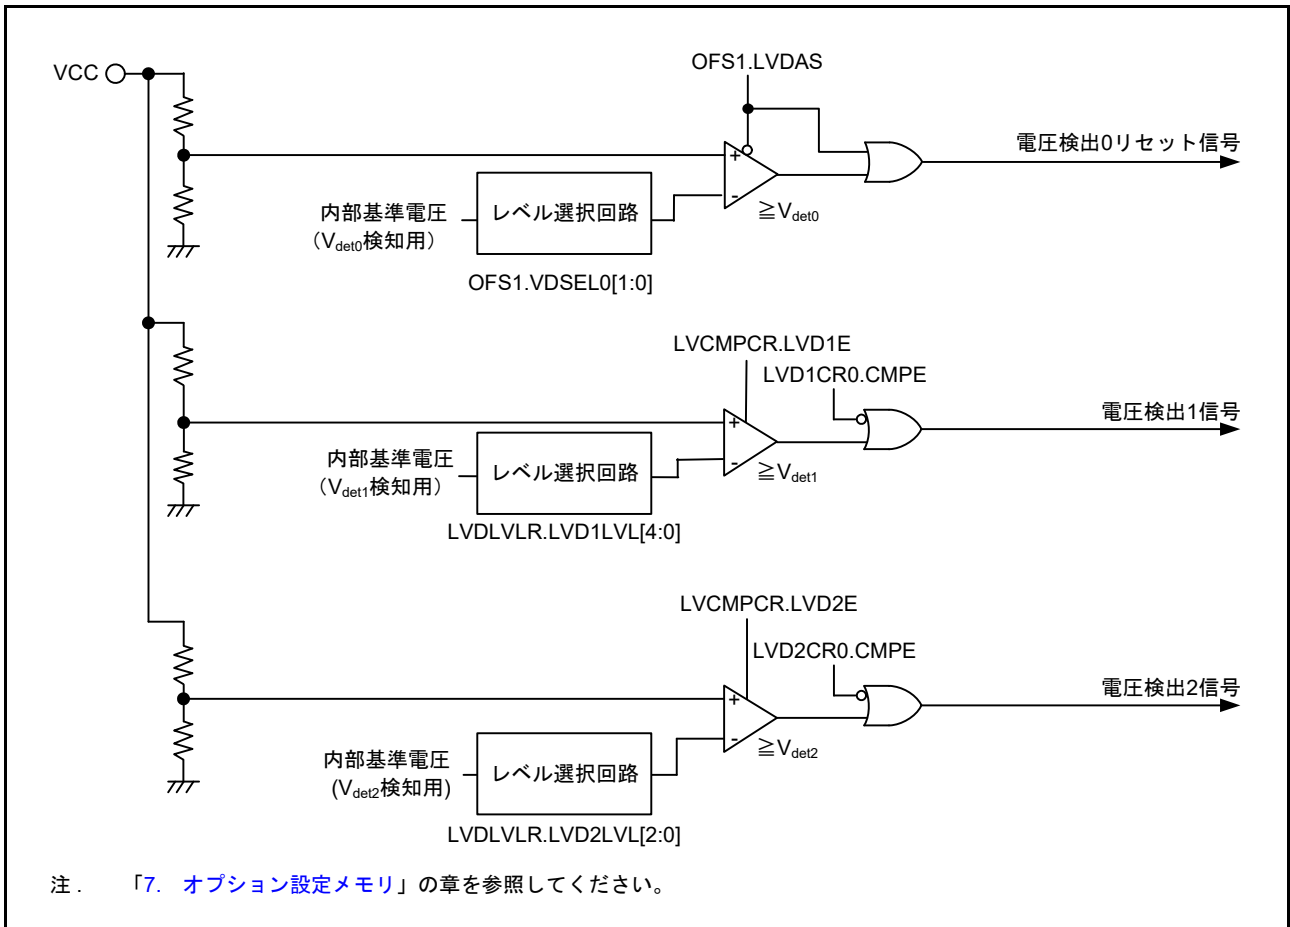 VCC
OFS1.LVDAS
電圧検出0リセット信号
+
-
内部基準電圧
（Vdet0検知用）
レベル選択回路
≧Vdet0
OFS1.VDSEL0[1:0]
LVCMPCR.LVD1E
LVD1CR0.CMPE
電圧検出1信号
+
-
内部基準電圧
（Vdet1検知用）
レベル選択回路
≧Vdet1
LVDLVLR.LVD1LVL[4:0]
LVCMPCR.LVD2E
LVD2CR0.CMPE
電圧検出2信号
+
-
内部基準電圧
(Vdet2検知用)
レベル選択回路
≧Vdet2
LVDLVLR.LVD2LVL[2:0]
注． 「7. オプション設定メモリ」の章を参照してください。